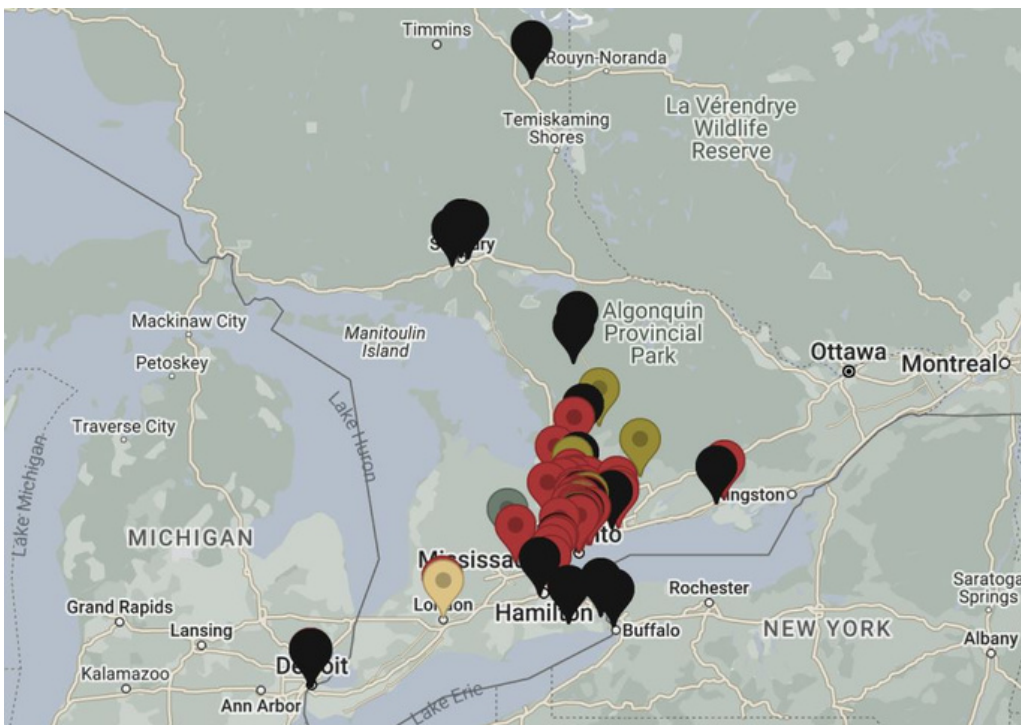 Timmins
Rouyn-Noranda
La Vérendrye
Wildlife
Reserve
Temiskaming
Shores
Mackinaw City
Manitoulin
Island
Algonquin
Provincial
Park
Petoskey
Ottawa
Montreal
Traverse City
Lake Huron
Lake Michigan
MICHIGAN
Grand Rapids
Lansing
Kalamazoo
Ann Arbor
Hamilton
Rochester
Buffalo
NEW YORK
Saratoga
Springs
Albany
Lake Erie